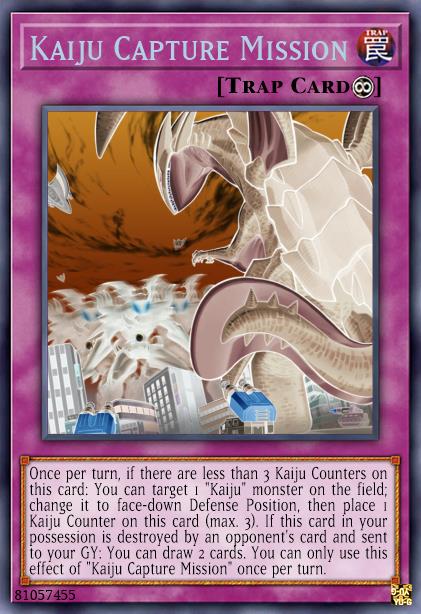 Kaiju Capture Mission
TRAP
罠
[Trap Card]
Once per turn, if there are less than 3 Kaiju Counters on
this card: You can target 1 "Kaiju" monster on the field;
change it to face-down Defense Position, then place 1
Kaiju Counter on this card (max. 3). If this card in your
possession is destroyed by an opponent's card and sent
to your GY: You can draw 2 cards. You can only use this
effect of "Kaiju Capture Mission" once per turn.
81057455